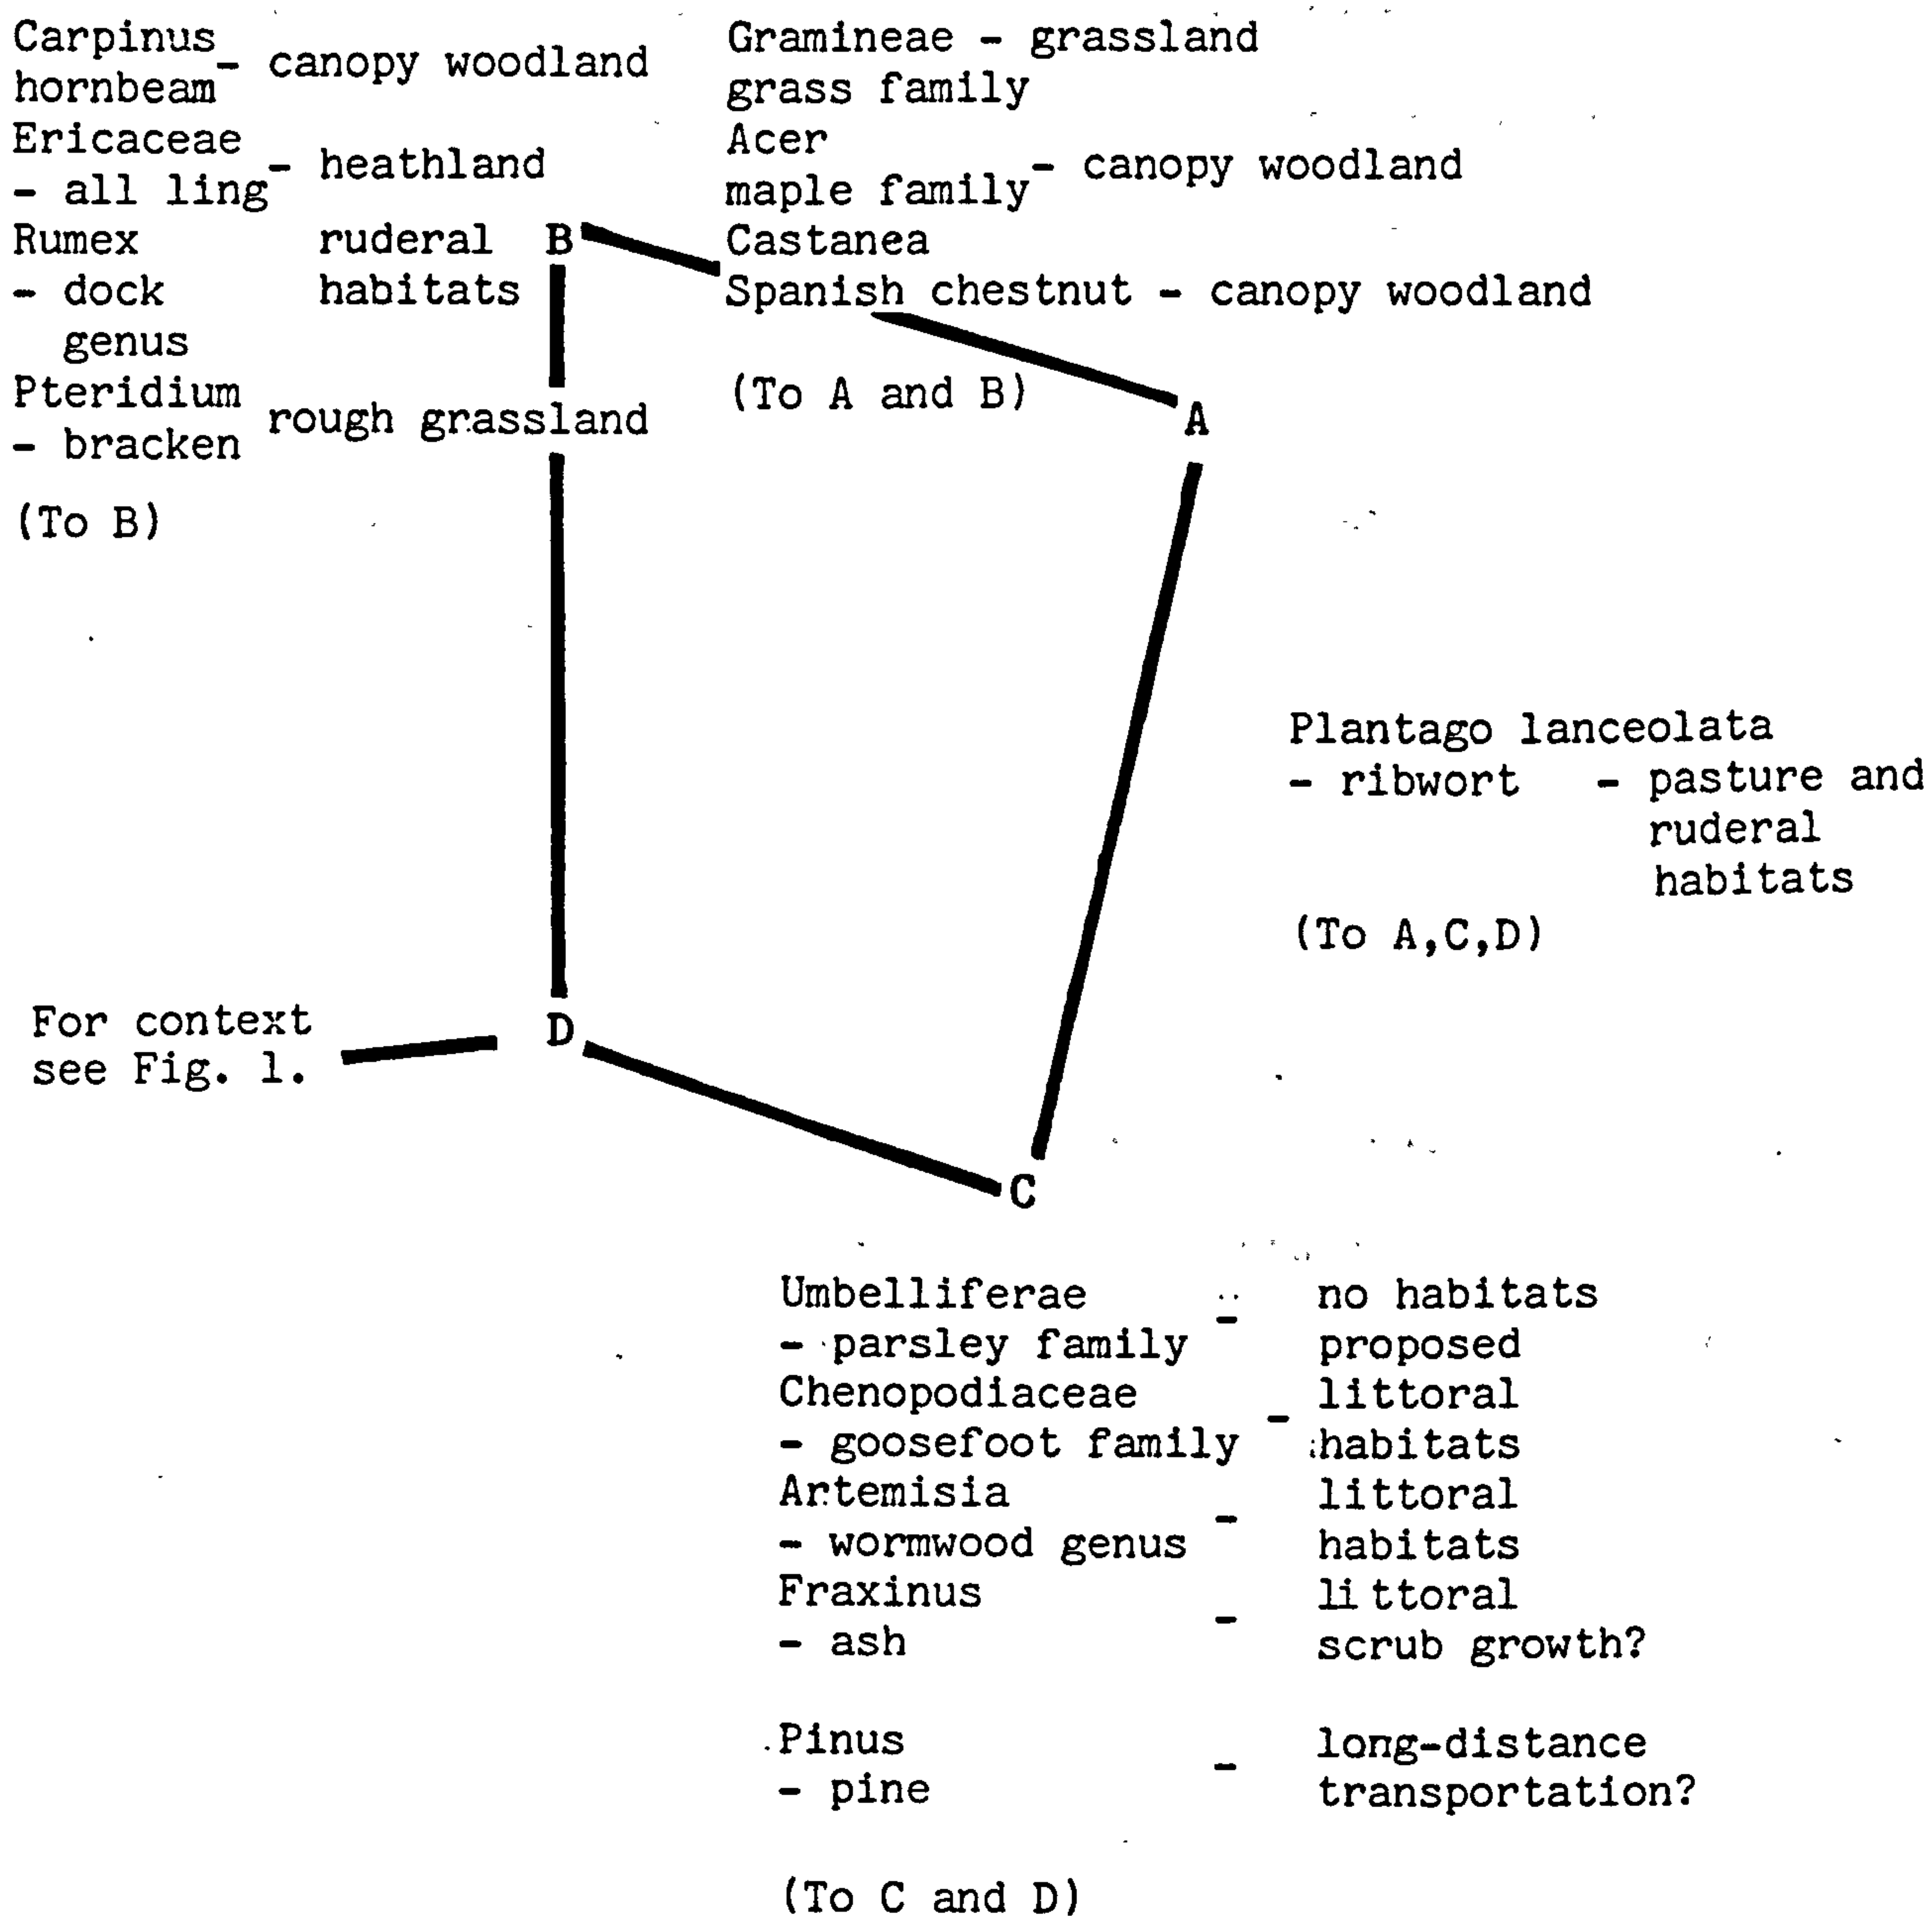 Carpinus
hornbeam - canopy woodland
Ericaceae
- all ling - heathland
Rumex ruderal
- dock habitats
genus
Pteridium
- bracken rough grassland
(To B)
Gramineae - grassland
grass family
Acer
maple family - canopy woodland
Castanea
Spanish chestnut - canopy woodland
(To A and B)
B
A
Plantago lanceolata
- ribwort - pasture and
ruderal
habitats
(To A,C,D)
For context
see Fig. 1.
D
C
Umbelliferae - no habitats
- parsley family proposed
Chenopodiaceae - littoral
- goosefoot family habitats
Artemisia - littoral
- wormwood genus habitats
Fraxinus - littoral
- ash scrub growth?
Pinus - long-distance
- pine transportation?
(To C and D)